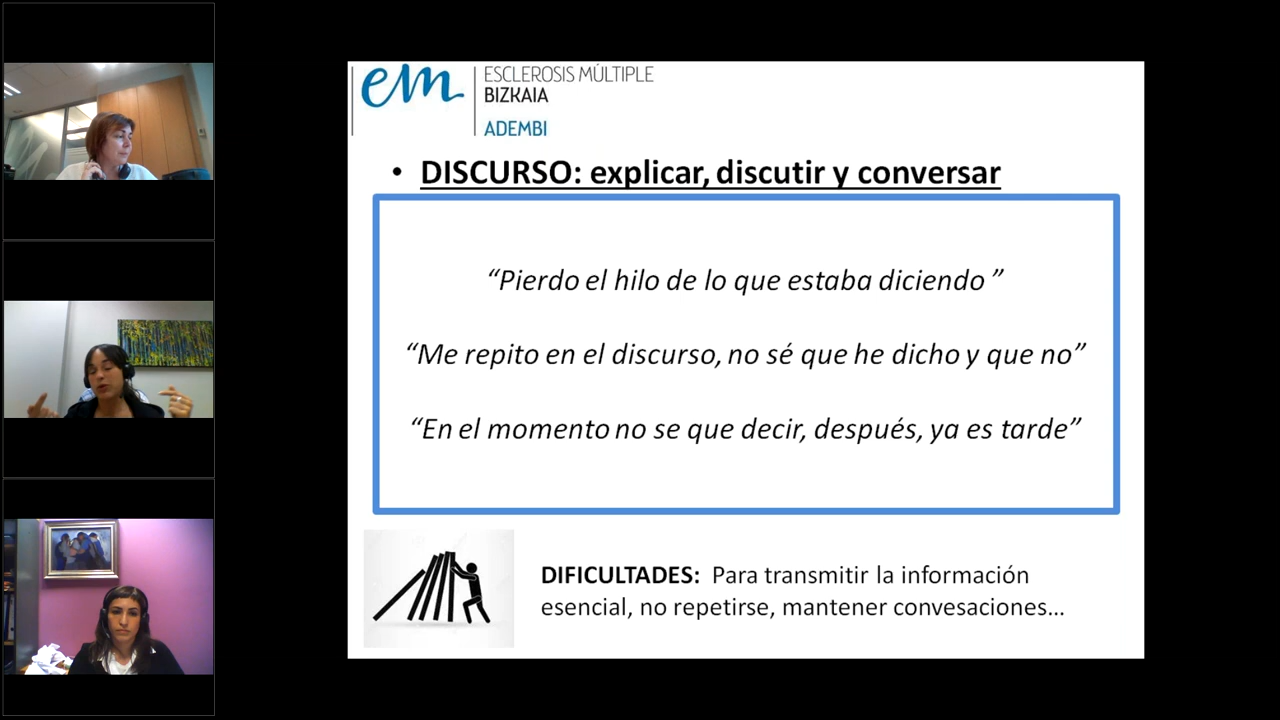 em
ESCLEROSIS MÚLTIPLE
BIZKAIA
ADEMBI
• DISCURSO: explicar, discutir y conversar
“Pierdo el hilo de lo que estaba diciendo ”
“Me repito en el discurso, no sé que he dicho y que no”
“En el momento no se que decir, después, ya es tarde”
DIFICULTADES: Para transmitir la información
esencial, no repetirse, mantener convesaciones...